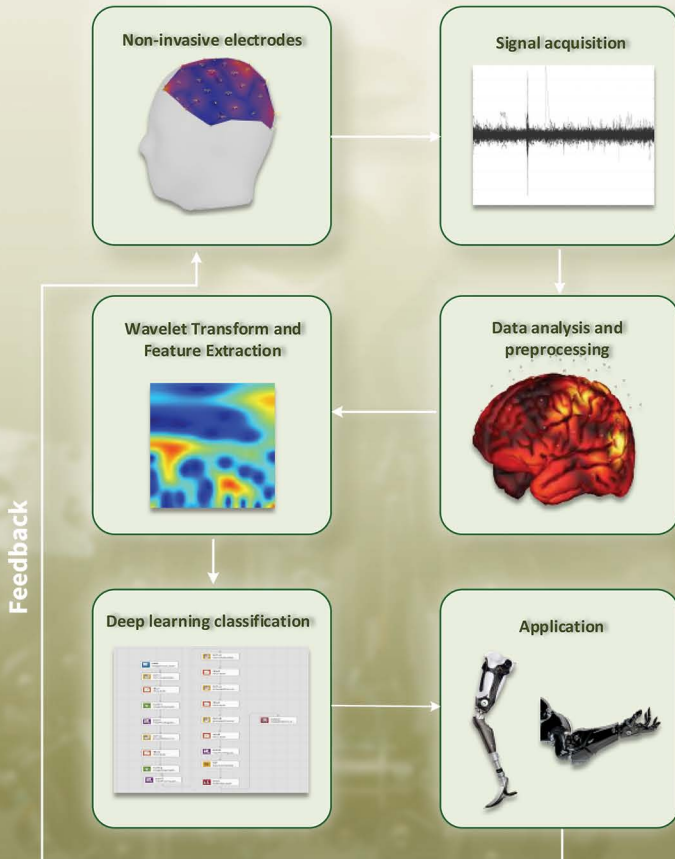 Non-invasive electrodes
Signal acquisition
Wavelet Transform and
Feature Extraction
Data analysis and
preprocessing
Feedback
Deep learning classification
Application